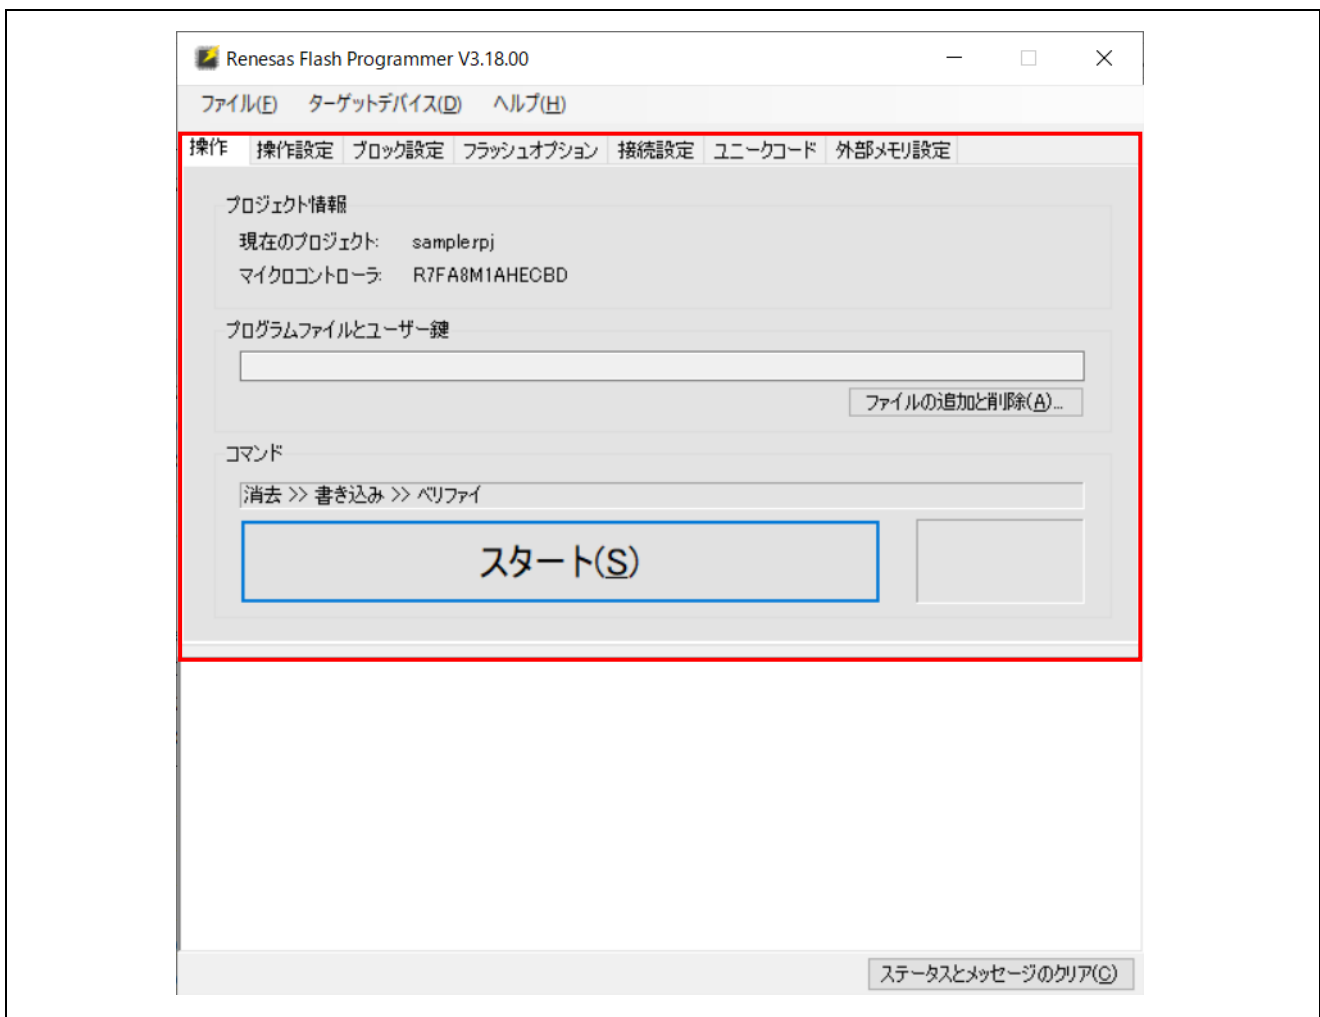 Renesas Flash Programmer V3.18.00
ファイル(F) ターゲットデバイス(D) ヘルプ(H)
操作 操作設定 ブロック設定 フラッシュオプション 接続設定 ユニークコード 外部メモリ設定
プロジェクト情報
現在のプロジェクト: sample.rpj
マイクロコントローラ: R7FA8M1AHECBD
プログラムファイルとユーザー鍵
ファイルの追加と削除(A)...
コマンド
消去 >> 書き込み >> ベリファイ
スタート(S)
ステータスとメッセージのクリア(C)